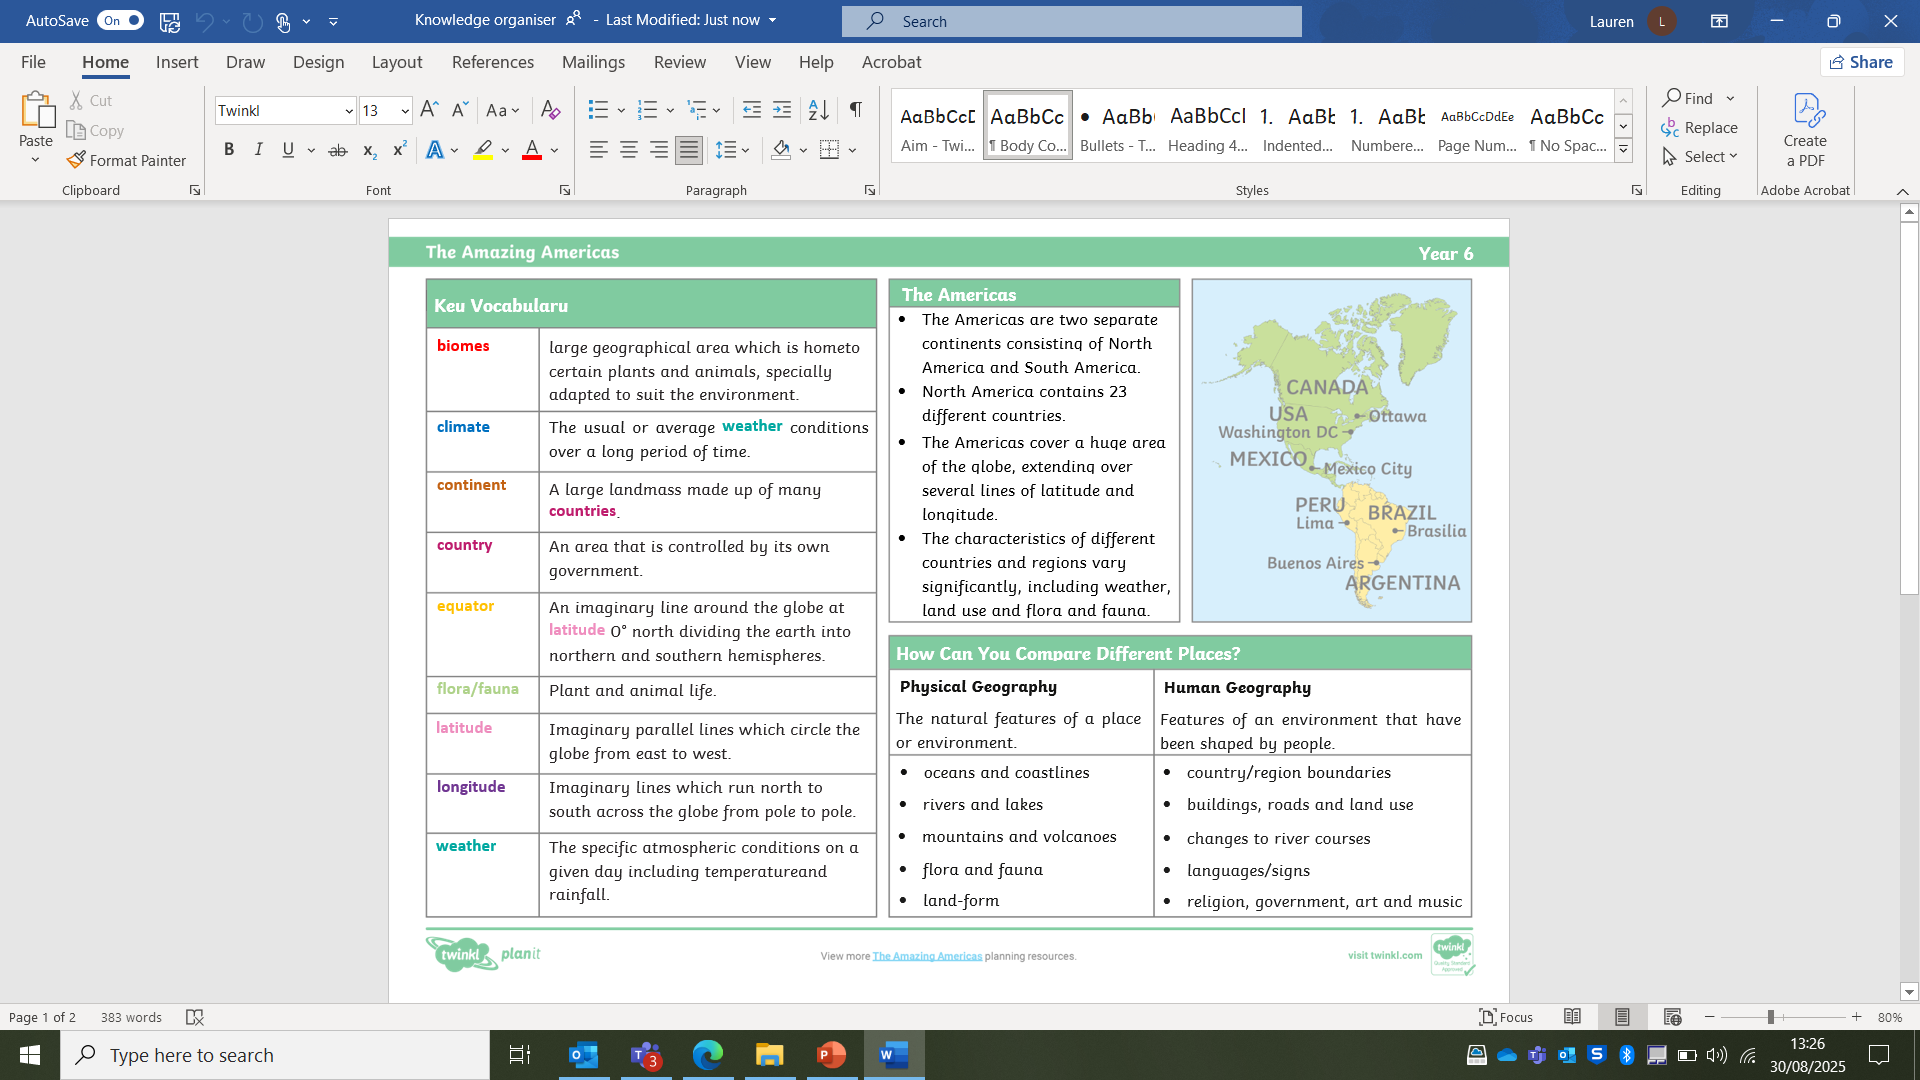 AutoSave On Knowledge organiser - Last Modified: Just now Search Lauren L
File Home Insert Draw Design Layout References Mailings Review View Help Acrobat Share
Paste
Cut
Copy
Format Painter
Clipboard
Twinkl 13
Font
Paragraph
AaBbCcD AaBbCc AaBb AaBbCcl 1. AaBb 1. AaBb AaBbCcDdEe AaBbCc
Aim - Twi... ¶ Body Co... Bullets - T... Heading 4... Indented... Numbere... Page Num... ¶ No Spac...
Styles
Find
Replace
Select
Editing
Create
a PDF
Adobe Acrobat
The Amazing Americas Year 6
Key Vocabulary
biomes
large geographical area which is hometo
certain plants and animals, specially
adapted to suit the environment.
climate
The usual or average weather conditions
over a long period of time.
continent
A large landmass made up of many
countries.
country
An area that is controlled by its own
government.
equator
An imaginary line around the globe at
latitude 0° north dividing the earth into
northern and southern hemispheres.
flora/fauna
Plant and animal life.
latitude
Imaginary parallel lines which circle the
globe from east to west.
longitude
Imaginary lines which run north to
south across the globe from pole to pole.
weather
The specific atmospheric conditions on a
given day including temperatureand
rainfall.
The Americas
• The Americas are two separate
continents consisting of North
America and South America.
• North America contains 23
different countries.
• The Americas cover a huge area
of the globe, extending over
several lines of latitude and
longitude.
• The characteristics of different
countries and regions vary
significantly, including weather,
land use and flora and fauna.
CANADA
USA
Ottawa
Washington DC
MEXICO
Mexico City
PERU
BRAZIL
Lima
Brasilia
Buenos Aires
ARGENTINA
How Can You Compare Different Places?
Physical Geography
The natural features of a place
or environment.
• oceans and coastlines
• rivers and lakes
• mountains and volcanoes
• flora and fauna
• land-form
Human Geography
Features of an environment that have
been shaped by people.
• country/region boundaries
• buildings, roads and land use
• changes to river courses
• languages/signs
• religion, government, art and music
twinkl planit
View more The Amazing Americas planning resources.
visit twinkl.com
twinkl
Quality Standard
Approved
Page 1 of 2 383 words Focus 80%
Type here to search
3
13:26
30/08/2025